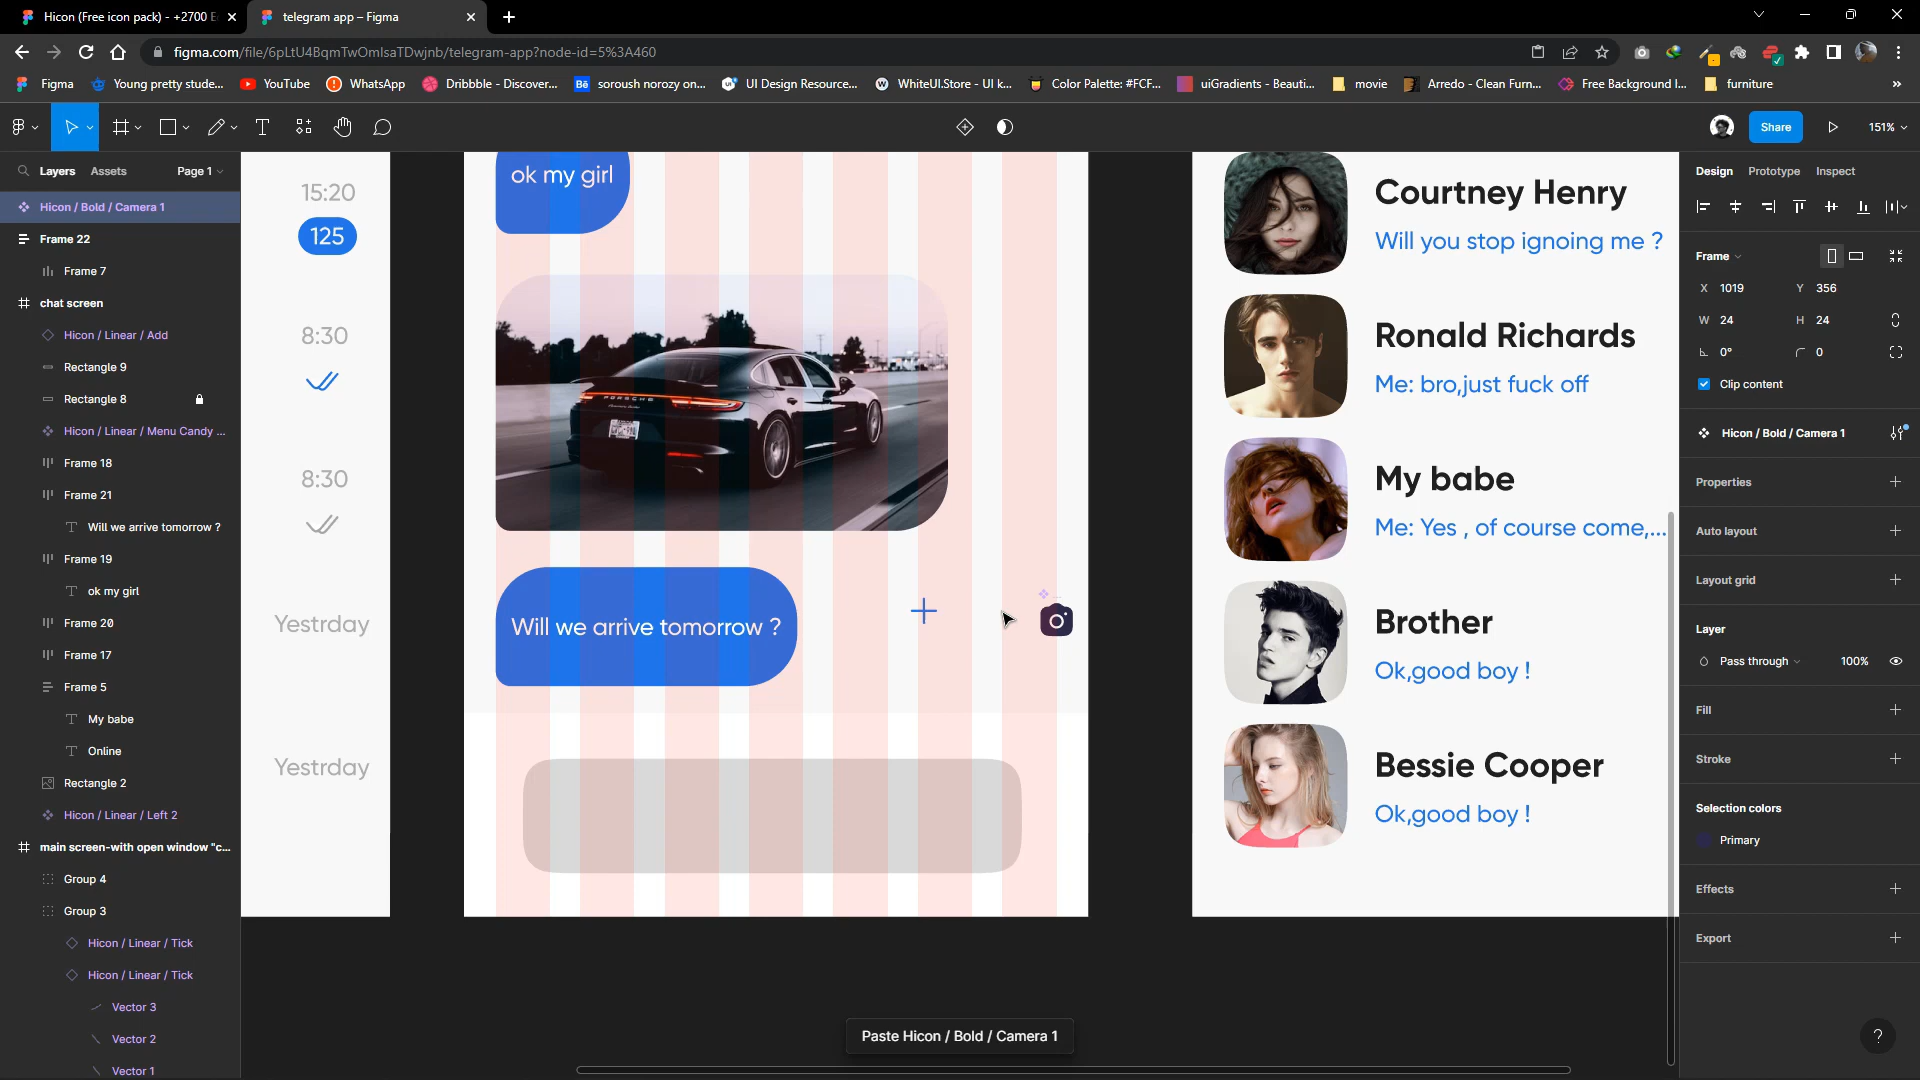 Hicon (Free icon pack) - +2700 E
telegram app – Figma
figma.com/file/6pLtU4BqmTwOmIsaTDwjnb/telegram-app?node-id=5%3A460
Figma
Young pretty stude...
YouTube
WhatsApp
Dribbble - Discover...
Bē
soroush norozy on...
UI Design Resource...
WhiteUI.Store - UI k...
Color Palette: #FCF...
uiGradients - Beauti...
movie
Arredo - Clean Furn...
Free Background I...
furniture
»
Share
151%
Layers
Assets
Page 1
Hicon / Bold / Camera 1
Frame 22
Frame 7
chat screen
Hicon / Linear / Add
Rectangle 9
Rectangle 8
Hicon / Linear / Menu Candy ...
Frame 18
Frame 21
Will we arrive tomorrow ?
Frame 19
ok my girl
Frame 20
Frame 17
Frame 5
My babe
Online
Rectangle 2
Hicon / Linear / Left 2
main screen-with open window "c...
Group 4
Group 3
Hicon / Linear / Tick
Hicon / Linear / Tick
Vector 3
Vector 2
Vector 1
15:20
125
8:30
8:30
Yestrday
Yestrday
ok my girl
PORSCHE
Will we arrive tomorrow ?
Courtney Henry
Will you stop ignoing me ?
Ronald Richards
Me: bro,just fuck off
My babe
Me: Yes , of course come,...
Brother
Ok,good boy !
Bessie Cooper
Ok,good boy !
Paste Hicon / Bold / Camera 1
Design
Prototype
Inspect
Frame
X 1019
Y 356
W 24
H 24
0°
0
Clip content
Hicon / Bold / Camera 1
Properties
Auto layout
Layout grid
Layer
Pass through
100%
Fill
Stroke
Selection colors
Primary
Effects
Export
?